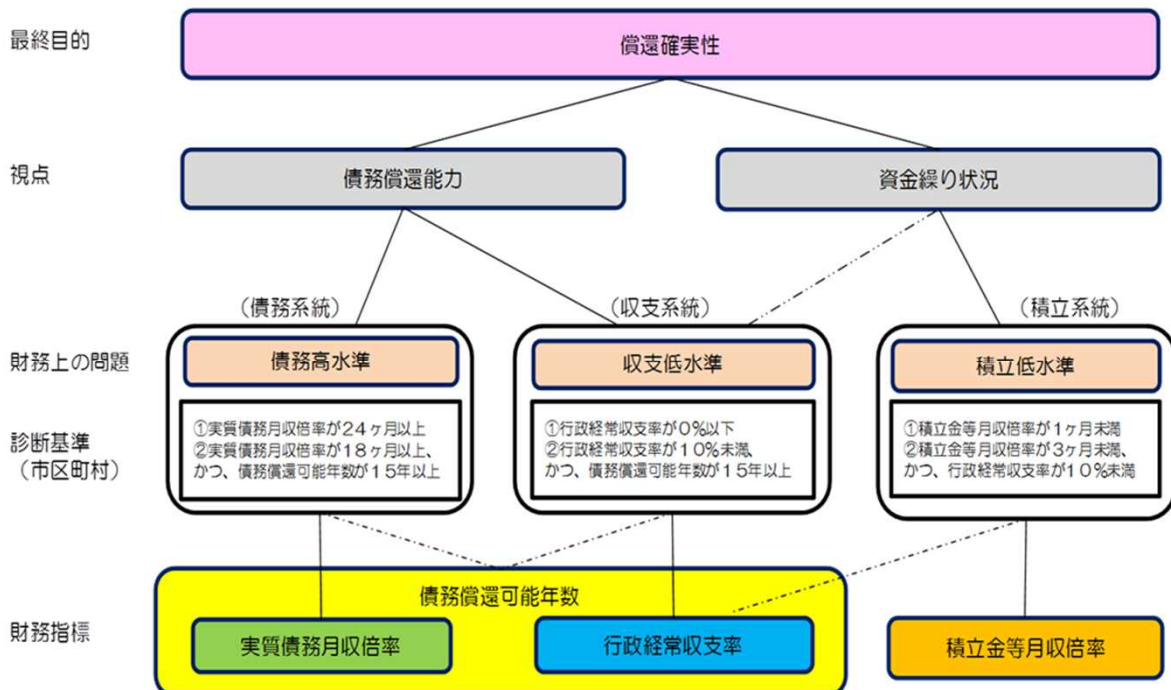 最終目的
償還確実性
視点
債務償還能力
資金繰り状況
（債務系統）
（収支系統）
（積立系統）
財務上の問題
債務高水準
収支低水準
積立低水準
診断基準
（市区町村）
①実質債務月収倍率が２４ヶ月以上
②実質債務月収倍率が１８ヶ月以上、
かつ、債務償還可能年数が１５年以上
①行政経常収支率が０％以下
②行政経常収支率が１０％未満、
かつ、債務償還可能年数が１５年以上
①積立金等月収倍率が１ヶ月未満
②積立金等月収倍率が３ヶ月未満、
かつ、行政経常収支率が１０％未満
債務償還可能年数
財務指標
実質債務月収倍率
行政経常収支率
積立金等月収倍率